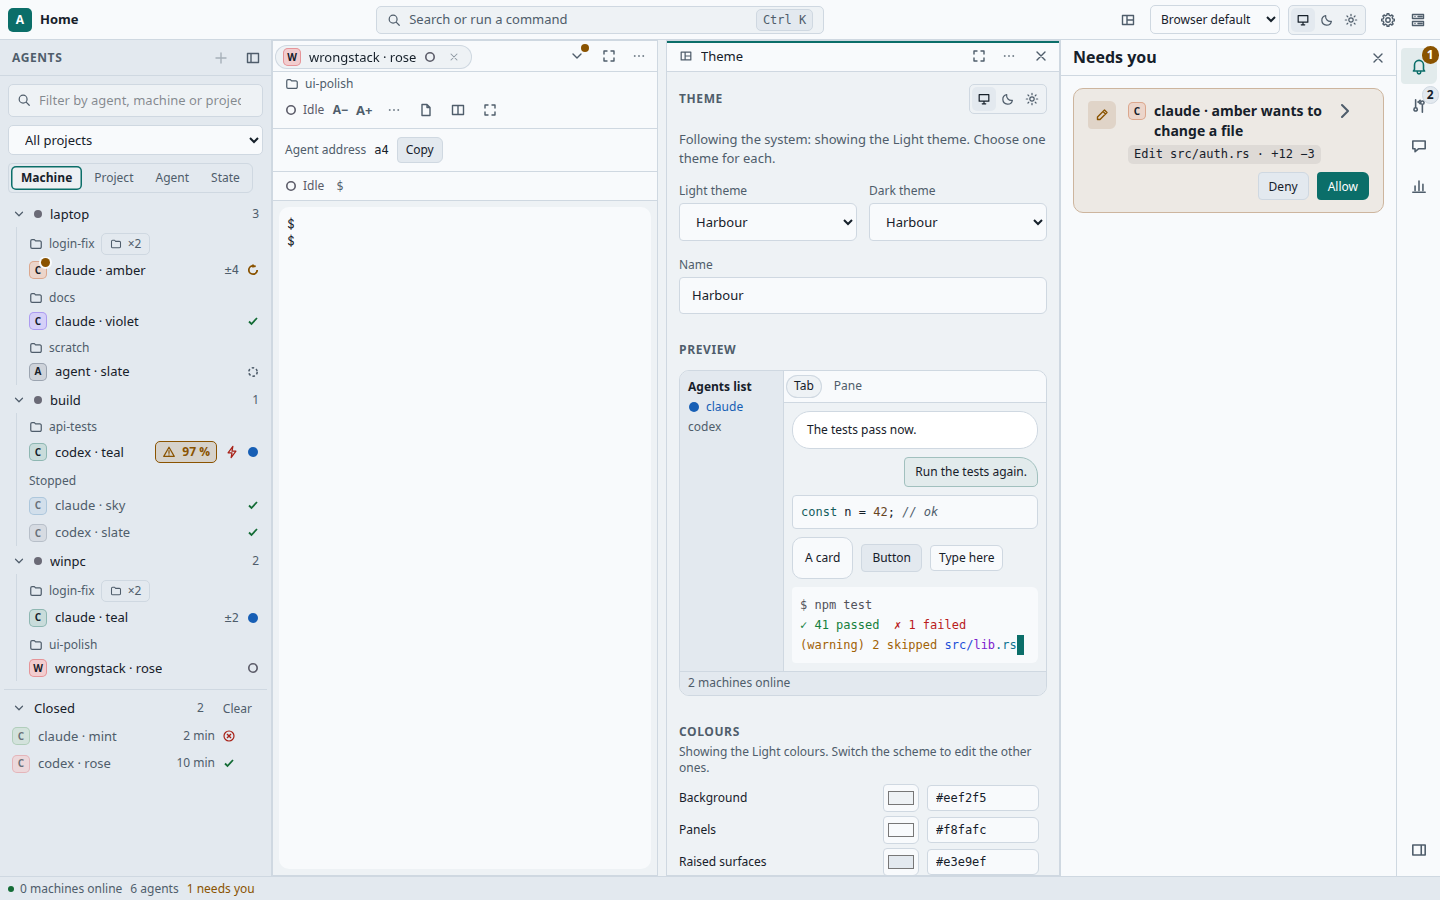 A Home
Search or run a command Ctrl K
Browser default
AGENTS
Filter by agent, machine or projec
All projects
Machine Project Agent State
laptop 3
login-fix ×2
C claude · amber ±4
docs
C claude · violet
scratch
A agent · slate
build 1
api-tests
C codex · teal 97 %
Stopped
C claude · sky
C codex · slate
winpc 2
login-fix ×2
C claude · teal ±2
ui-polish
W wrongstack · rose
Closed 2 Clear
C claude · mint 2 min
C codex · rose 10 min
W wrongstack · rose
ui-polish
Idle A− A+
Agent address a4 Copy
Idle $
$
$
Theme
THEME
Following the system: showing the Light theme. Choose one
theme for each.
Light theme Dark theme
Harbour Harbour
Name
Harbour
PREVIEW
Agents list
claude
codex
Tab Pane
The tests pass now.
Run the tests again.
const n = 42; // ok
A card Button Type here
$ npm test
✓ 41 passed ✗ 1 failed
(warning) 2 skipped src/lib.rs
2 machines online
COLOURS
Showing the Light colours. Switch the scheme to edit the other
ones.
Background #eef2f5
Panels #f8fafc
Raised surfaces #e3e9ef
Needs you
C claude · amber wants to
change a file
Edit src/auth.rs · +12 −3
Deny Allow
1
2
0 machines online 6 agents 1 needs you